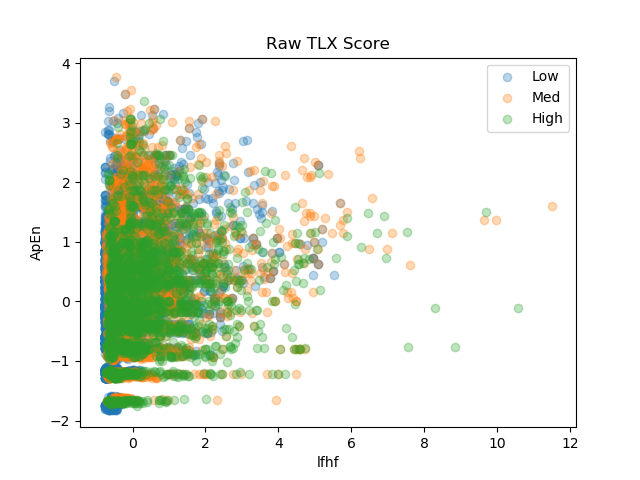 Raw TLX Score
Low
Med
High
ApEn
4
3
2
1
0
−1
−2
0 2 4 6 8 10 12
lfhf